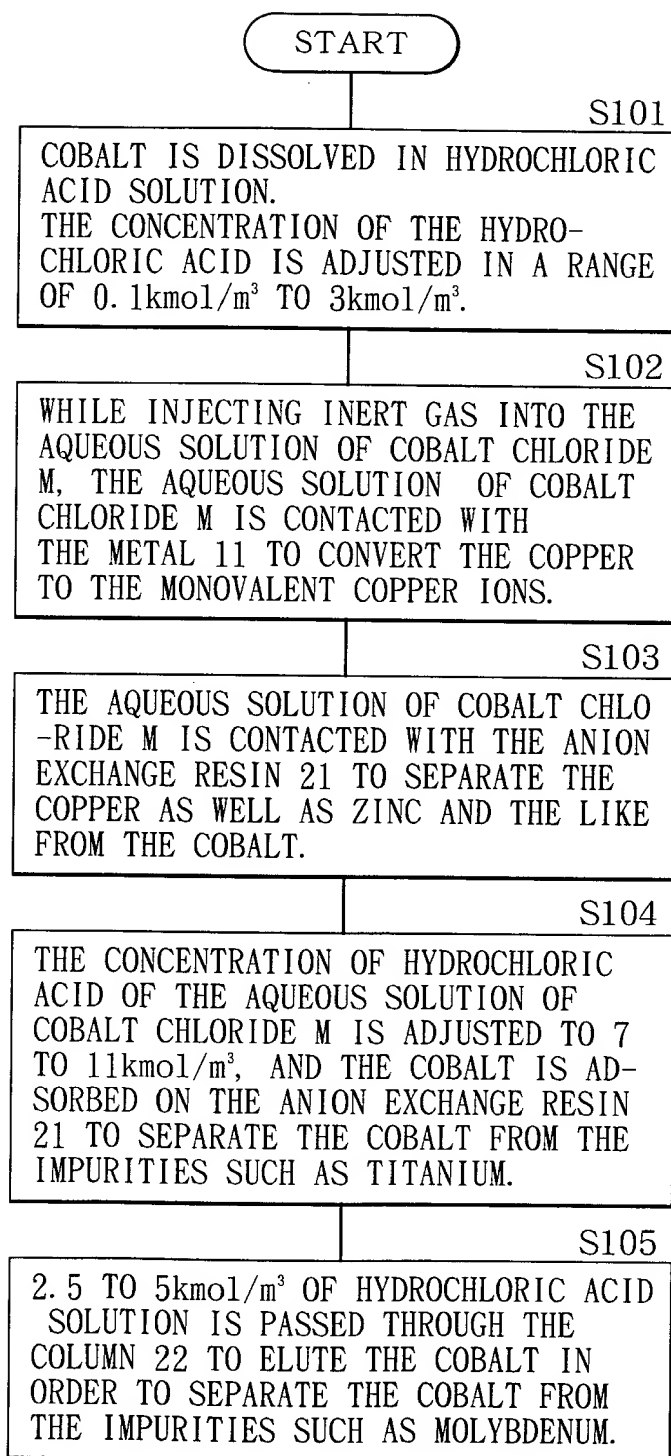 START
S101
COBALT IS DISSOLVED IN HYDROCHLORIC
ACID SOLUTION.
THE CONCENTRATION OF THE HYDRO-
CHLORIC ACID IS ADJUSTED IN A RANGE
OF 0.1kmol/m³ TO 3kmol/m³.
S102
WHILE INJECTING INERT GAS INTO THE
AQUEOUS SOLUTION OF COBALT CHLORIDE
M, THE AQUEOUS SOLUTION OF COBALT
CHLORIDE M IS CONTACTED WITH
THE METAL 11 TO CONVERT THE COPPER
TO THE MONOVALENT COPPER IONS.
S103
THE AQUEOUS SOLUTION OF COBALT CHLO
-RIDE M IS CONTACTED WITH THE ANION
EXCHANGE RESIN 21 TO SEPARATE THE
COPPER AS WELL AS ZINC AND THE LIKE
FROM THE COBALT.
S104
THE CONCENTRATION OF HYDROCHLORIC
ACID OF THE AQUEOUS SOLUTION OF
COBALT CHLORIDE M IS ADJUSTED TO 7
TO 11kmol/m³, AND THE COBALT IS AD-
SORBED ON THE ANION EXCHANGE RESIN
21 TO SEPARATE THE COBALT FROM THE
IMPURITIES SUCH AS TITANIUM.
S105
2.5 TO 5kmol/m³ OF HYDROCHLORIC ACID
SOLUTION IS PASSED THROUGH THE
COLUMN 22 TO ELUTE THE COBALT IN
ORDER TO SEPARATE THE COBALT FROM
THE IMPURITIES SUCH AS MOLYBDENUM.